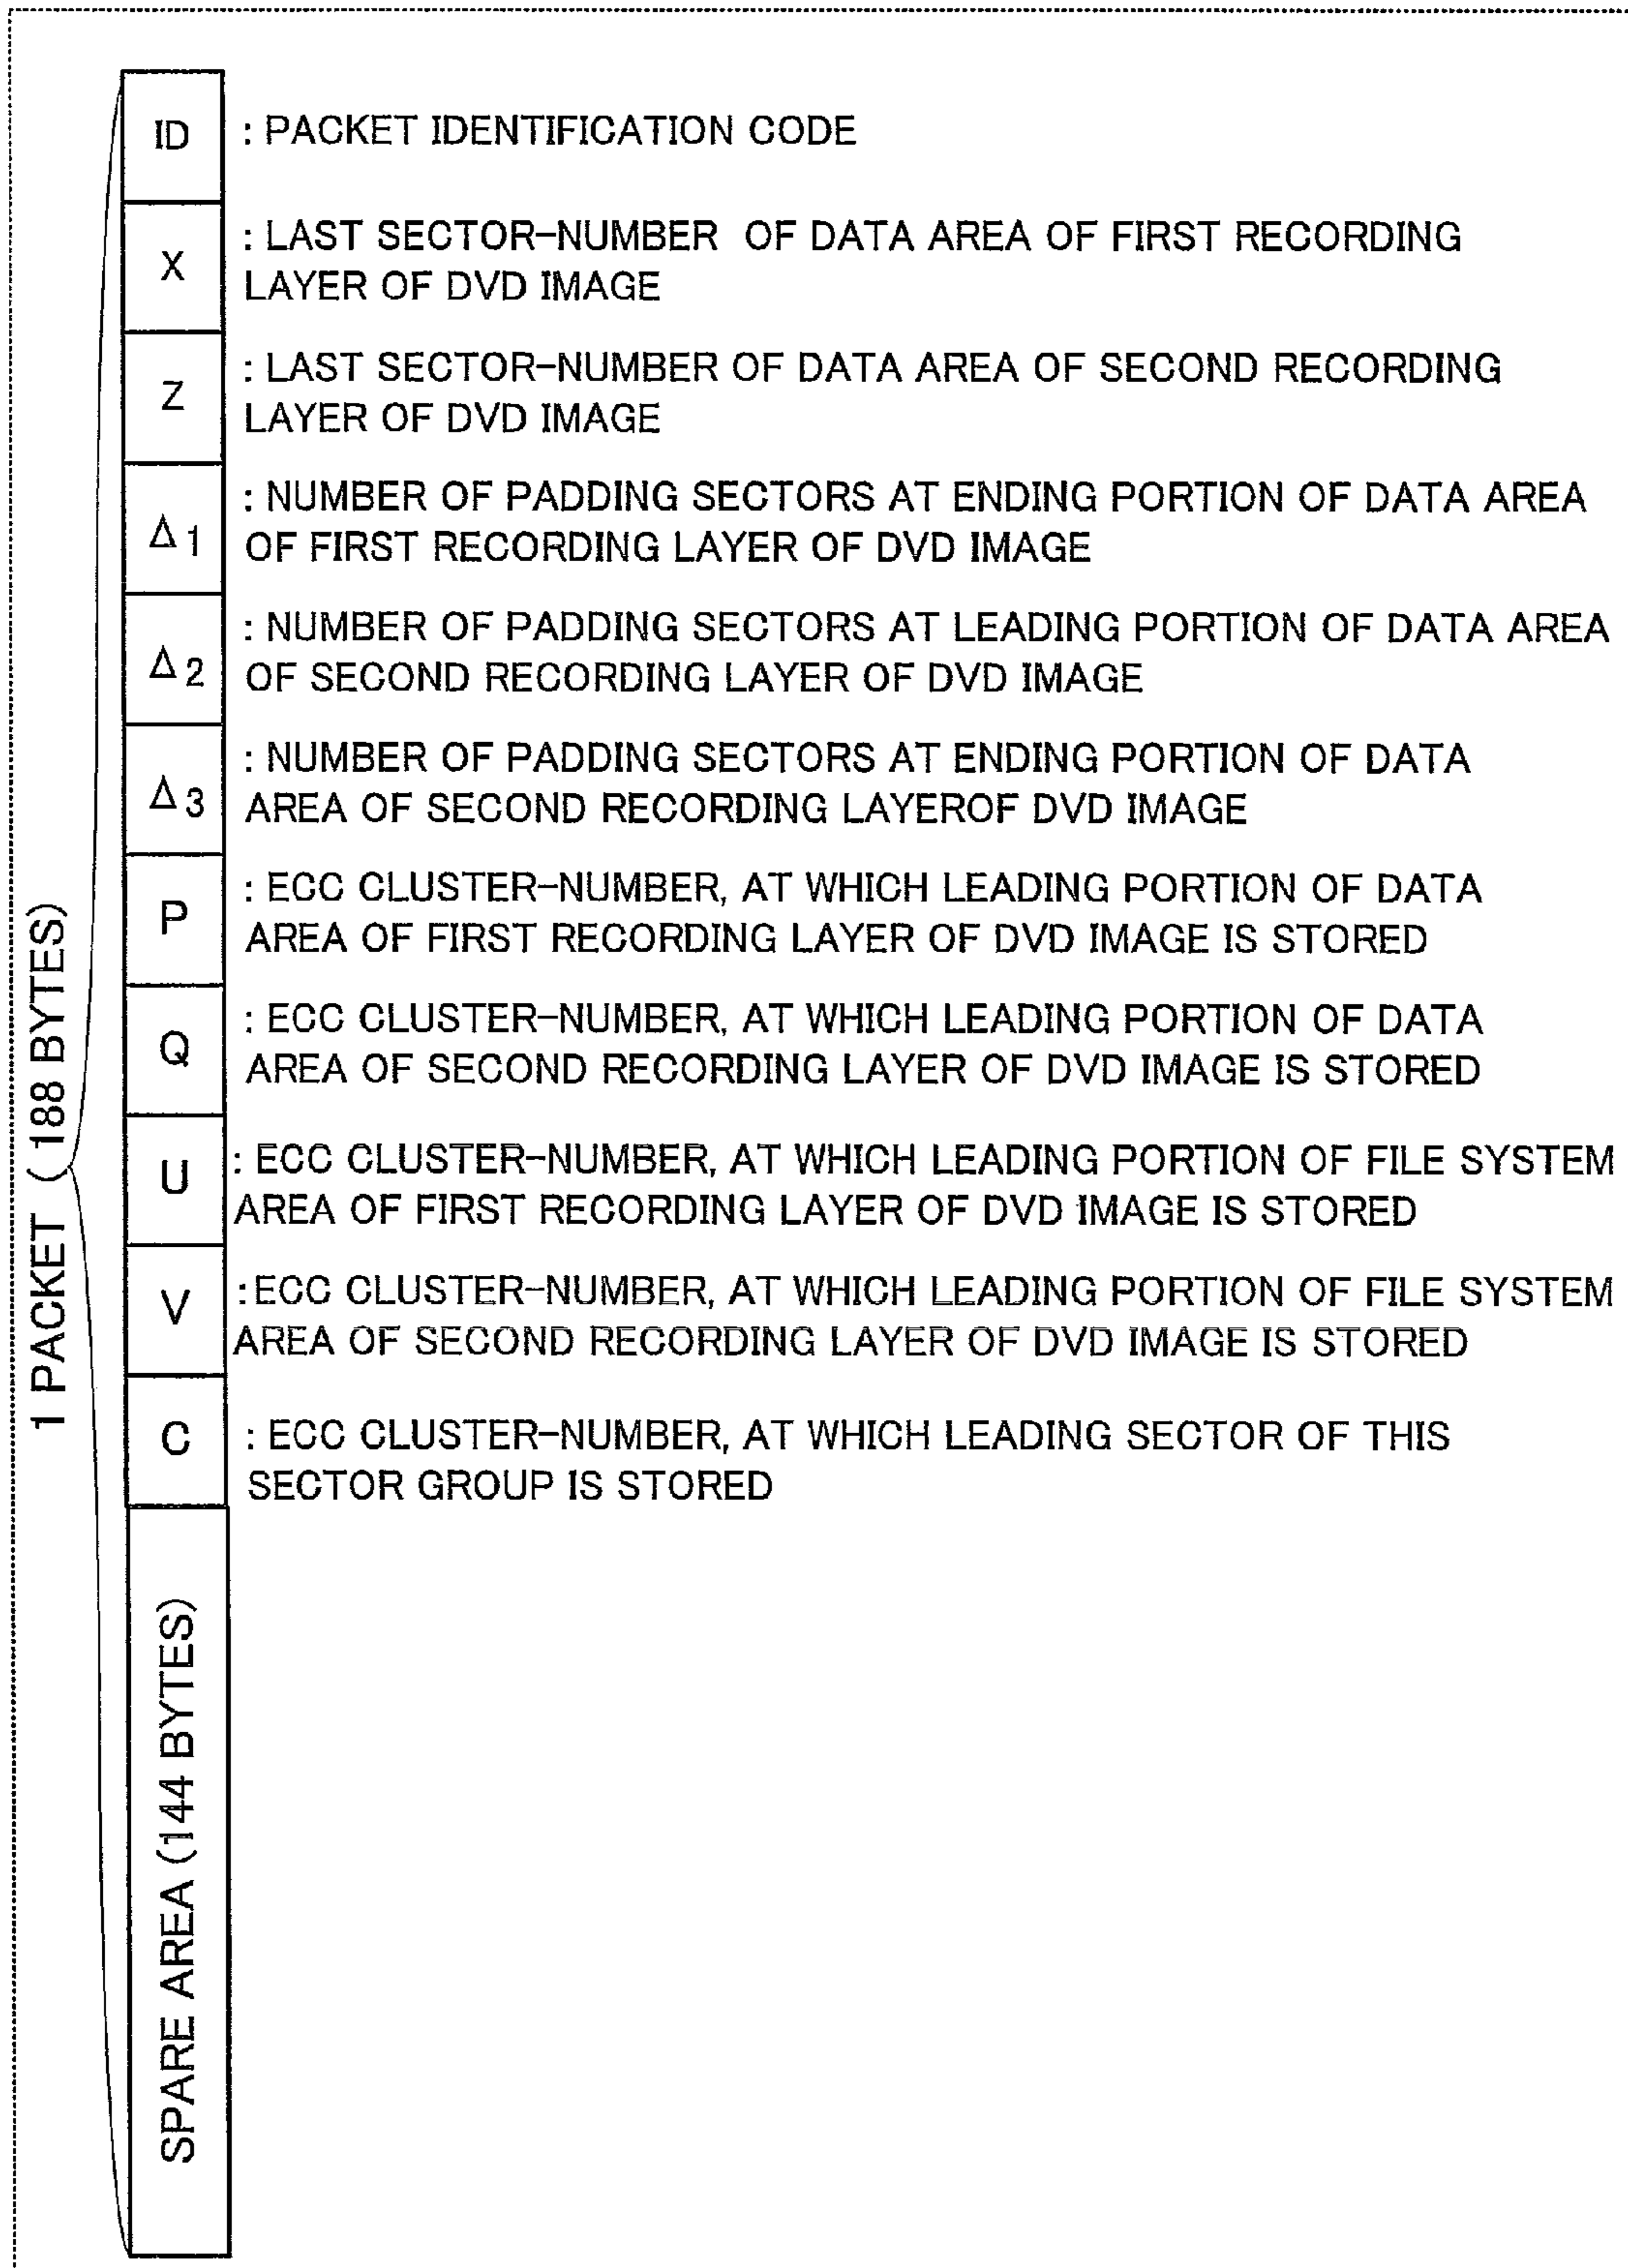 1 PACKET ( 188 BYTES)
ID : PACKET IDENTIFICATION CODE
X : LAST SECTOR-NUMBER OF DATA AREA OF FIRST RECORDING
LAYER OF DVD IMAGE
Z : LAST SECTOR-NUMBER OF DATA AREA OF SECOND RECORDING
LAYER OF DVD IMAGE
Δ1 : NUMBER OF PADDING SECTORS AT ENDING PORTION OF DATA AREA
OF FIRST RECORDING LAYER OF DVD IMAGE
Δ2 : NUMBER OF PADDING SECTORS AT LEADING PORTION OF DATA AREA
OF SECOND RECORDING LAYER OF DVD IMAGE
Δ3 : NUMBER OF PADDING SECTORS AT ENDING PORTION OF DATA
AREA OF SECOND RECORDING LAYEROF DVD IMAGE
P : ECC CLUSTER-NUMBER, AT WHICH LEADING PORTION OF DATA
AREA OF FIRST RECORDING LAYER OF DVD IMAGE IS STORED
Q : ECC CLUSTER-NUMBER, AT WHICH LEADING PORTION OF DATA
AREA OF SECOND RECORDING LAYER OF DVD IMAGE IS STORED
U : ECC CLUSTER-NUMBER, AT WHICH LEADING PORTION OF FILE SYSTEM
AREA OF FIRST RECORDING LAYER OF DVD IMAGE IS STORED
V :ECC CLUSTER-NUMBER, AT WHICH LEADING PORTION OF FILE SYSTEM
AREA OF SECOND RECORDING LAYER OF DVD IMAGE IS STORED
C : ECC CLUSTER-NUMBER, AT WHICH LEADING SECTOR OF THIS
SECTOR GROUP IS STORED
SPARE AREA (144 BYTES)